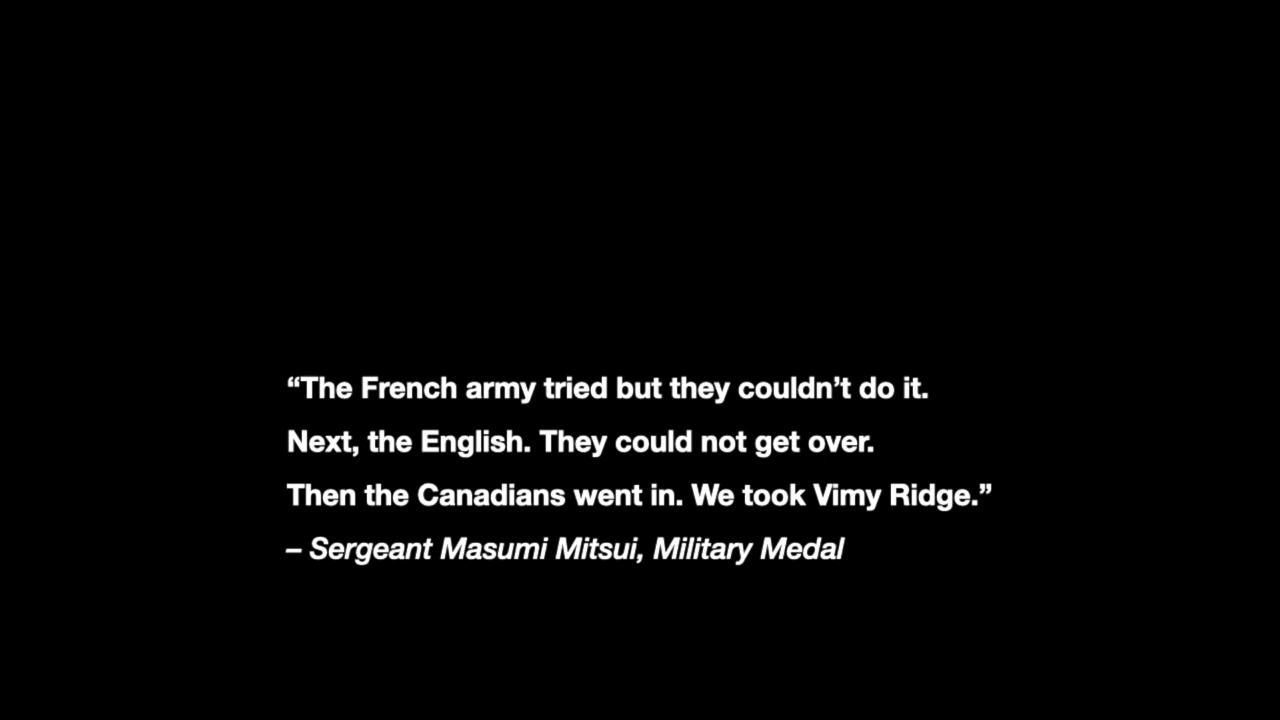 “The French army tried but they couldn’t do it.
Next, the English. They could not get over.
Then the Canadians went in. We took Vimy Ridge.”
– Sergeant Masumi Mitsui, Military Medal